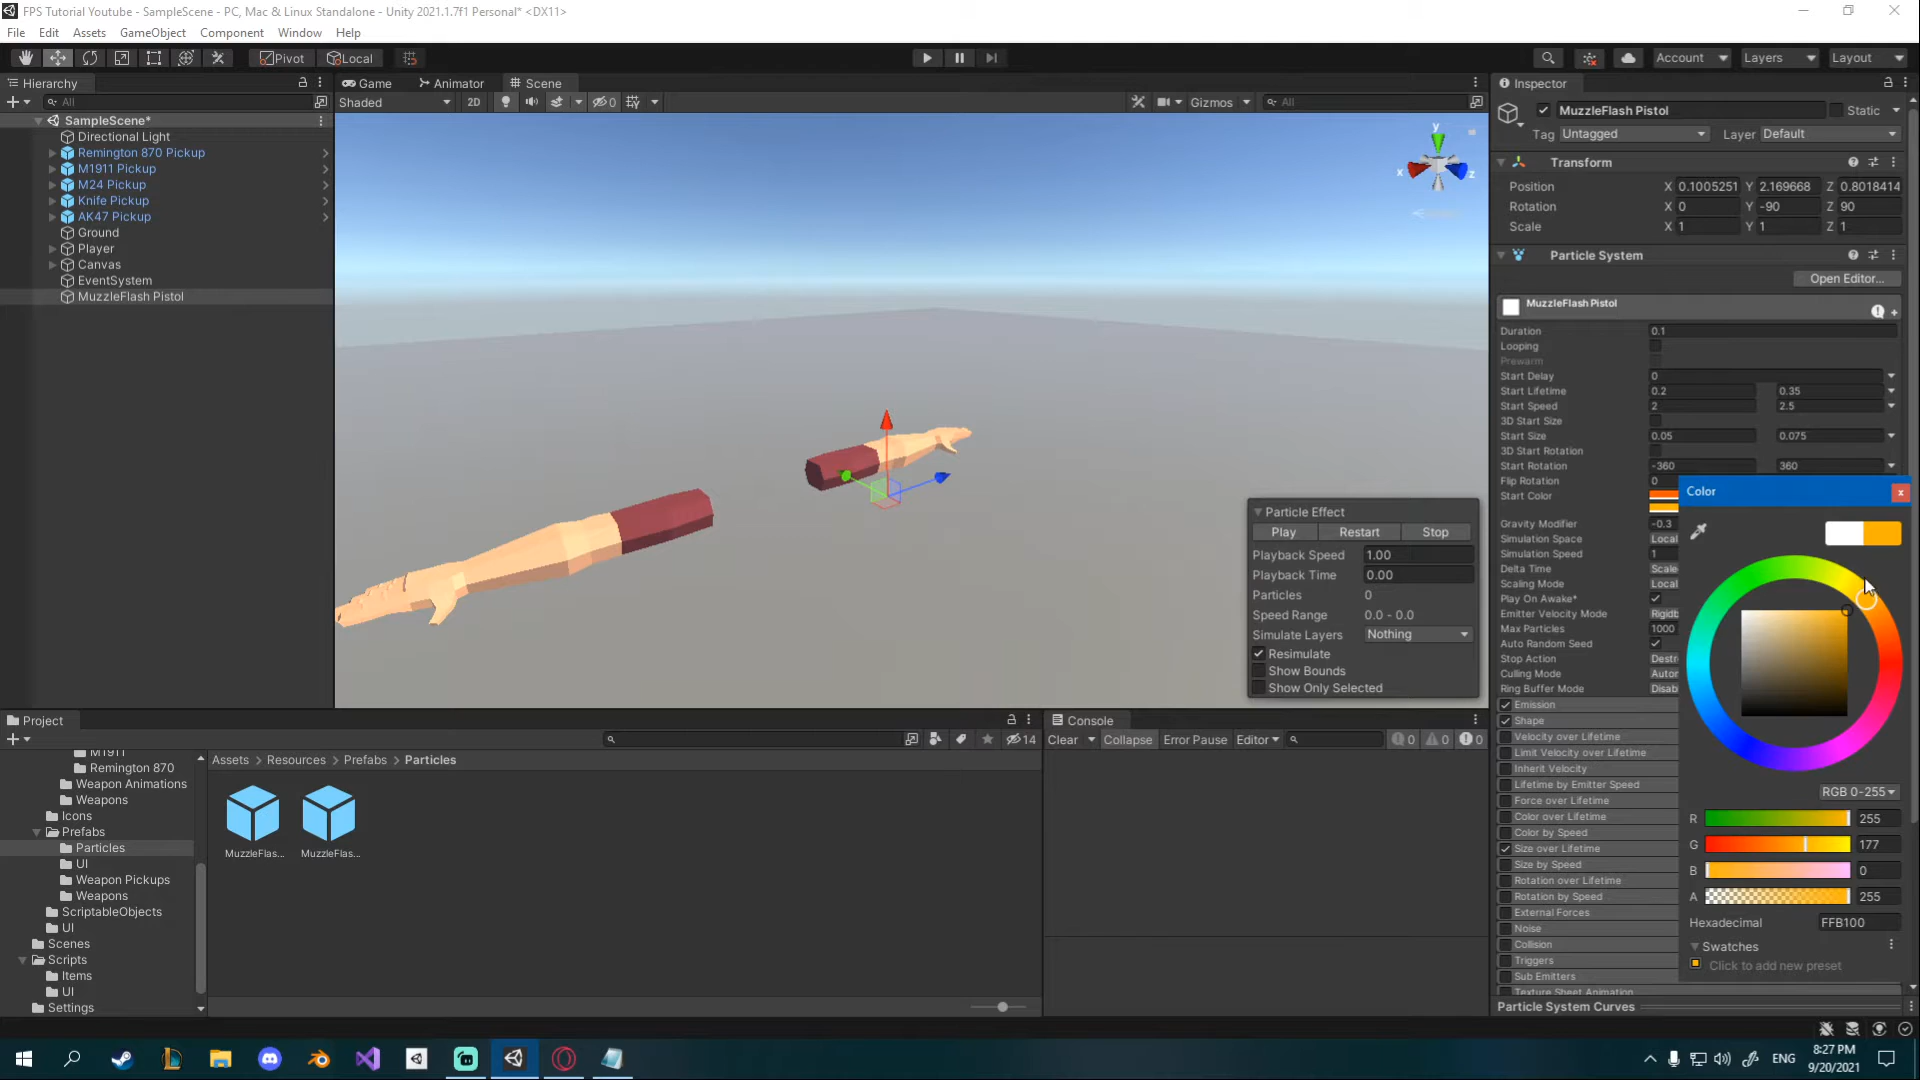 FPS Tutorial Youtube - SampleScene - PC, Mac & Linux Standalone - Unity 2021.1.7f1 Personal* <DX11>
File Edit Assets GameObject Component Window Help
Pivot Local Account Layers Layout
Hierarchy
All
SampleScene*
Directional Light
Remington 870 Pickup
M1911 Pickup
M24 Pickup
Knife Pickup
AK47 Pickup
Ground
Player
Canvas
EventSystem
MuzzleFlash Pistol
Game Animator Scene
Shaded 2D 0 Gizmos All
y
x z
Particle Effect
Play Restart Stop
Playback Speed 1.00
Playback Time 0.00
Particles 0
Speed Range 0.0 - 0.0
Simulate Layers Nothing
Resimulate
Show Bounds
Show Only Selected
Inspector
MuzzleFlash Pistol Static
Tag Untagged Layer Default
Transform
Position X 0.1005251 Y 2.169668 Z 0.8018414
Rotation X 0 Y -90 Z 90
Scale X 1 Y 1 Z 1
Particle System
Open Editor...
MuzzleFlash Pistol
Duration 0.1
Looping
Prewarm
Start Delay 0
Start Lifetime 0.2 0.35
Start Speed 2 2.5
3D Start Size
Start Size 0.05 0.075
3D Start Rotation
Start Rotation -360 360
Flip Rotation 0
Start Color
Gravity Modifier -0.3
Simulation Space Local
Simulation Speed 1
Delta Time Scale
Scaling Mode Local
Play On Awake*
Emitter Velocity Mode Rigidb
Max Particles 1000
Auto Random Seed
Stop Action Destr
Culling Mode Autor
Ring Buffer Mode Disab
Emission
Shape
Velocity over Lifetime
Limit Velocity over Lifetime
Inherit Velocity
Lifetime by Emitter Speed
Force over Lifetime
Color over Lifetime
Color by Speed
Size over Lifetime
Size by Speed
Rotation over Lifetime
Rotation by Speed
External Forces
Noise
Collision
Triggers
Sub Emitters
Texture Sheet Animation
Particle System Curves
Color x
RGB 0-255
R 255
G 177
B 0
A 255
Hexadecimal FFB100
Swatches
Click to add new preset
Project
14
M1911
Remington 870
Weapon Animations
Weapons
Icons
Prefabs
Particles
UI
Weapon Pickups
Weapons
ScriptableObjects
UI
Scenes
Scripts
Items
UI
Settings
Assets > Resources > Prefabs > Particles
MuzzleFlas... MuzzleFlas...
Console
Clear Collapse Error Pause Editor 0 0 0
ENG 8:27 PM
9/20/2021